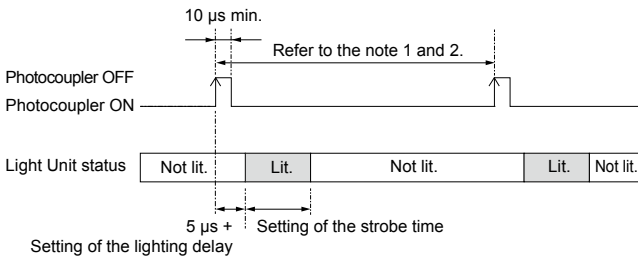 10 µs min.
Refer to the note 1 and 2.
Photocoupler OFF
Photocoupler ON
Light Unit status
Not lit.
Lit.
Not lit.
Lit.
Not lit.
5 µs +
Setting of the strobe time
Setting of the lighting delay